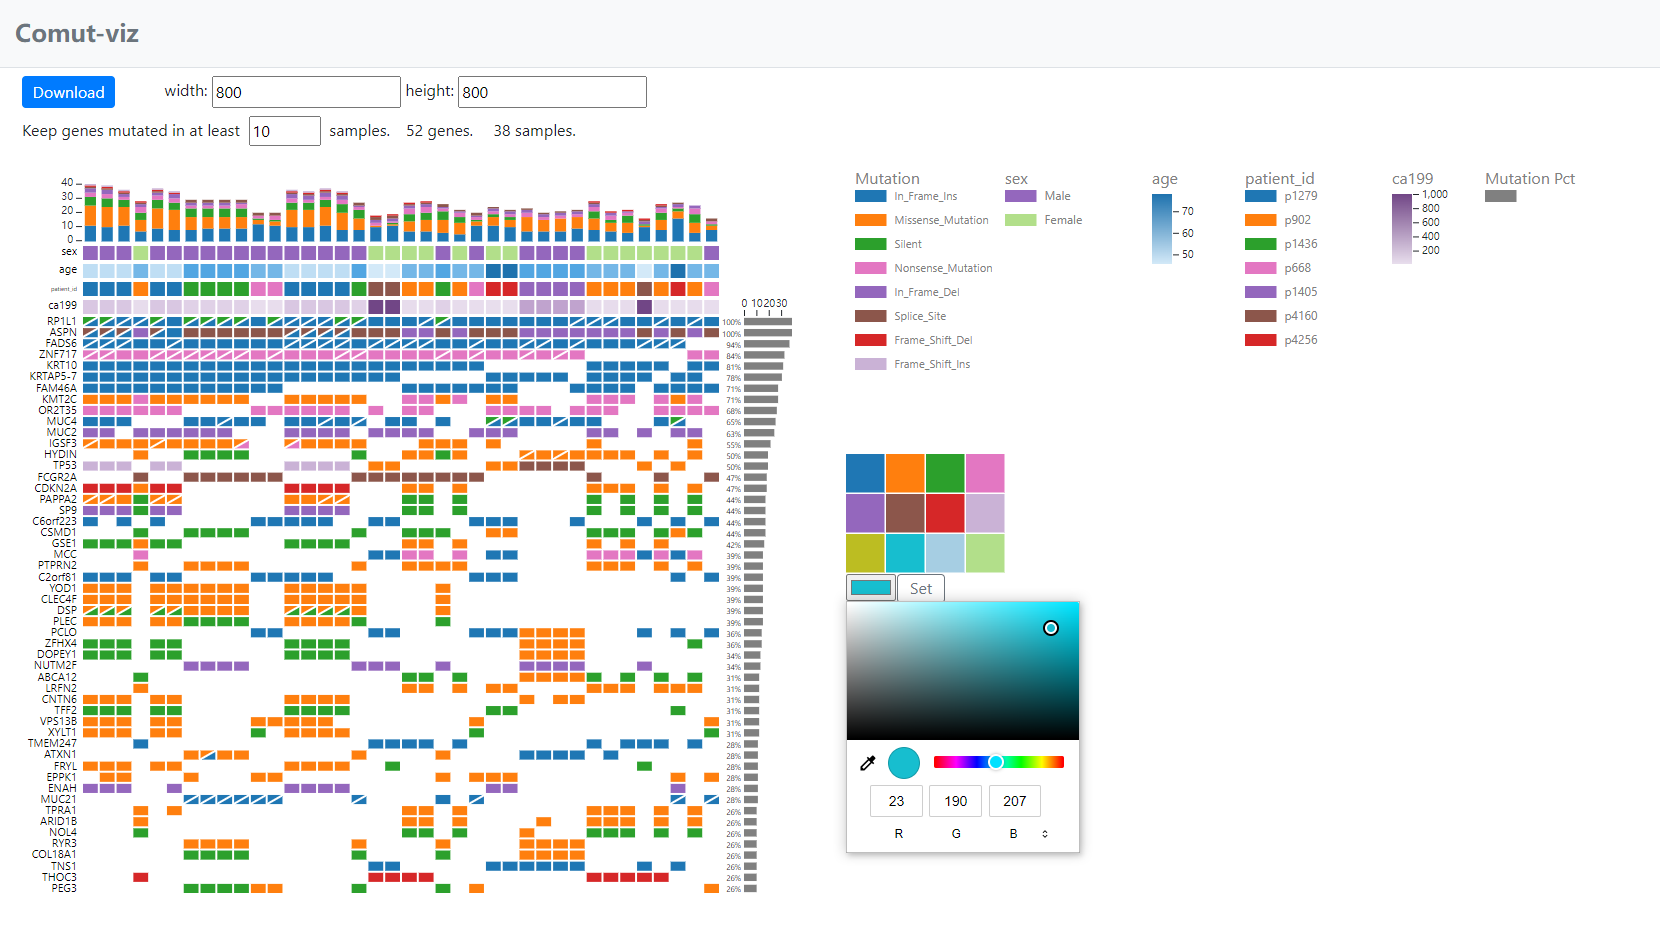 Comut-viz
Download width: 800 height: 800
Keep genes mutated in at least 10 samples. 52 genes. 38 samples.
40
30
20
10
0
sex
age
patient_id
ca199
0 10 20 30
RP1L1 100%
ASPN 100%
FADS6 94%
ZNF717 84%
KRT10 81%
KRTAP5-7 78%
FAM46A 71%
KMT2C 71%
OR2T35 68%
MUC4 65%
MUC2 63%
IGSF3 55%
HYDIN 50%
TP53 50%
FCGR2A 47%
CDKN2A 47%
PAPPA2 44%
SP9 44%
C6orf223 44%
CSMD1 44%
GSE1 42%
MCC 39%
PTPRN2 39%
C2orf81 39%
YOD1 39%
CLEC4F 39%
DSP 39%
PLEC 39%
PCLO 36%
ZFHX4 36%
DOPEY1 34%
NUTM2F 34%
ABCA12 31%
LRFN2 31%
CNTN6 31%
TFF2 31%
VPS13B 31%
XYLT1 31%
TMEM247 28%
ATXN1 28%
FRYL 28%
EPPK1 28%
ENAH 28%
MUC21 28%
TPRA1 26%
ARID1B 26%
NOL4 26%
RYR3 26%
COL18A1 26%
TNS1 26%
THOC3 26%
PEG3 26%
Mutation
In_Frame_Ins
Missense_Mutation
Silent
Nonsense_Mutation
In_Frame_Del
Splice_Site
Frame_Shift_Del
Frame_Shift_Ins
sex
Male
Female
age
70
60
50
patient_id
p1279
p902
p1436
p668
p1405
p4160
p4256
ca199
1,000
800
600
400
200
Mutation Pct
Set
23 190 207
R G B